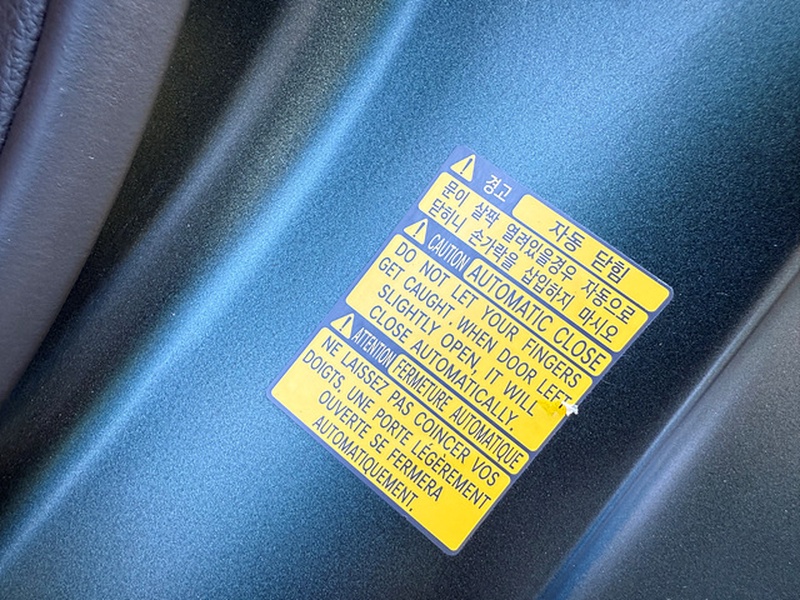 경고 자동 닫힘
문이 살짝 열려있을경우 자동으로
닫히니 손가락을 삽입하지 마시오
CAUTION AUTOMATIC CLOSE
DO NOT LET YOUR FINGERS
GET CAUGHT WHEN DOOR LEFT
SLIGHTLY OPEN, IT WILL
CLOSE AUTOMATICALLY.
ATTENTION FERMETURE AUTOMATIQUE
NE LAISSEZ PAS COINCER VOS
DOIGTS, UNE PORTE LÉGÈREMENT
OUVERTE SE FERMERA
AUTOMATIQUEMENT.